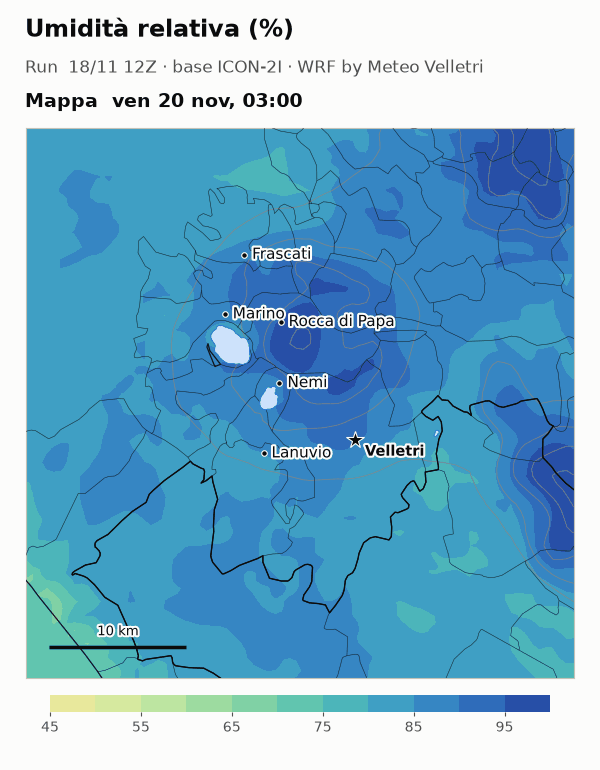 Umidità relativa (%)
Run  18/11 12Z · base ICON-2I · WRF by Meteo Velletri
Mappa  ven 20 nov, 03:00
Frascati
Marino
Rocca di Papa
Nemi
Velletri
Lanuvio
10 km
45 55 65 75 85 95